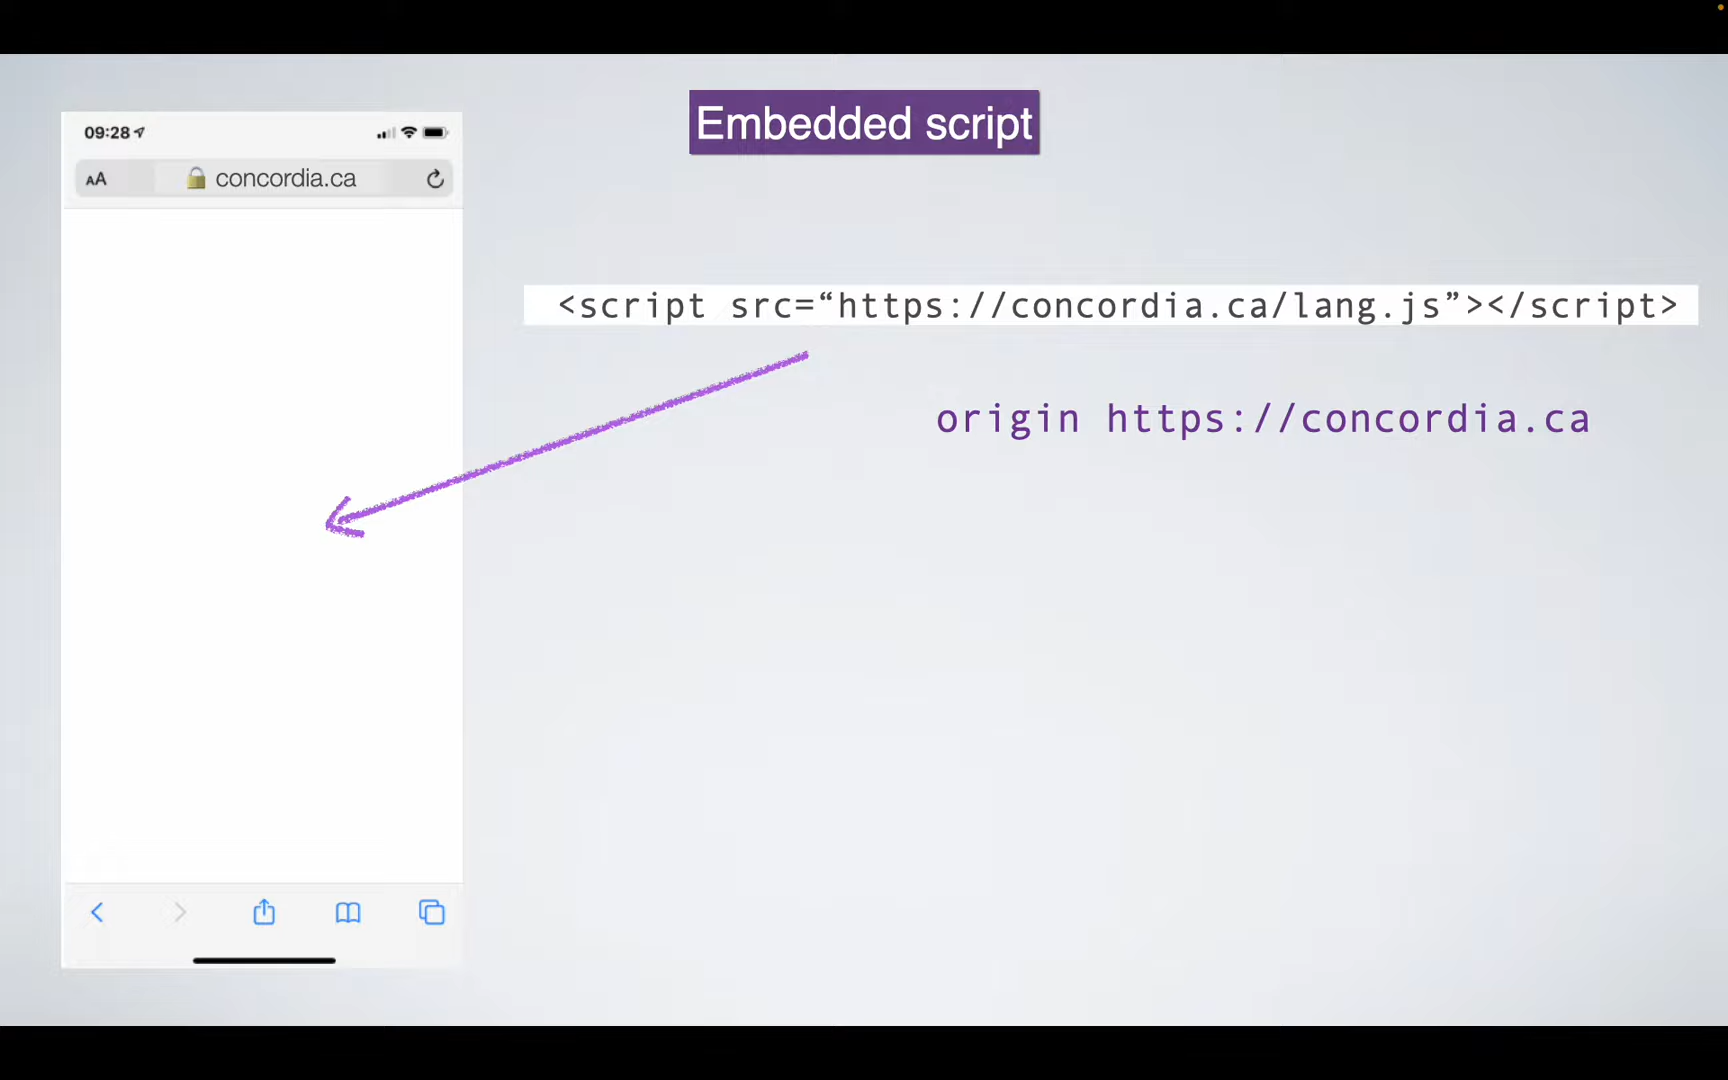 Embedded script
09:28
AA concordia.ca
<script src=“https://concordia.ca/lang.js”></script>
origin https://concordia.ca